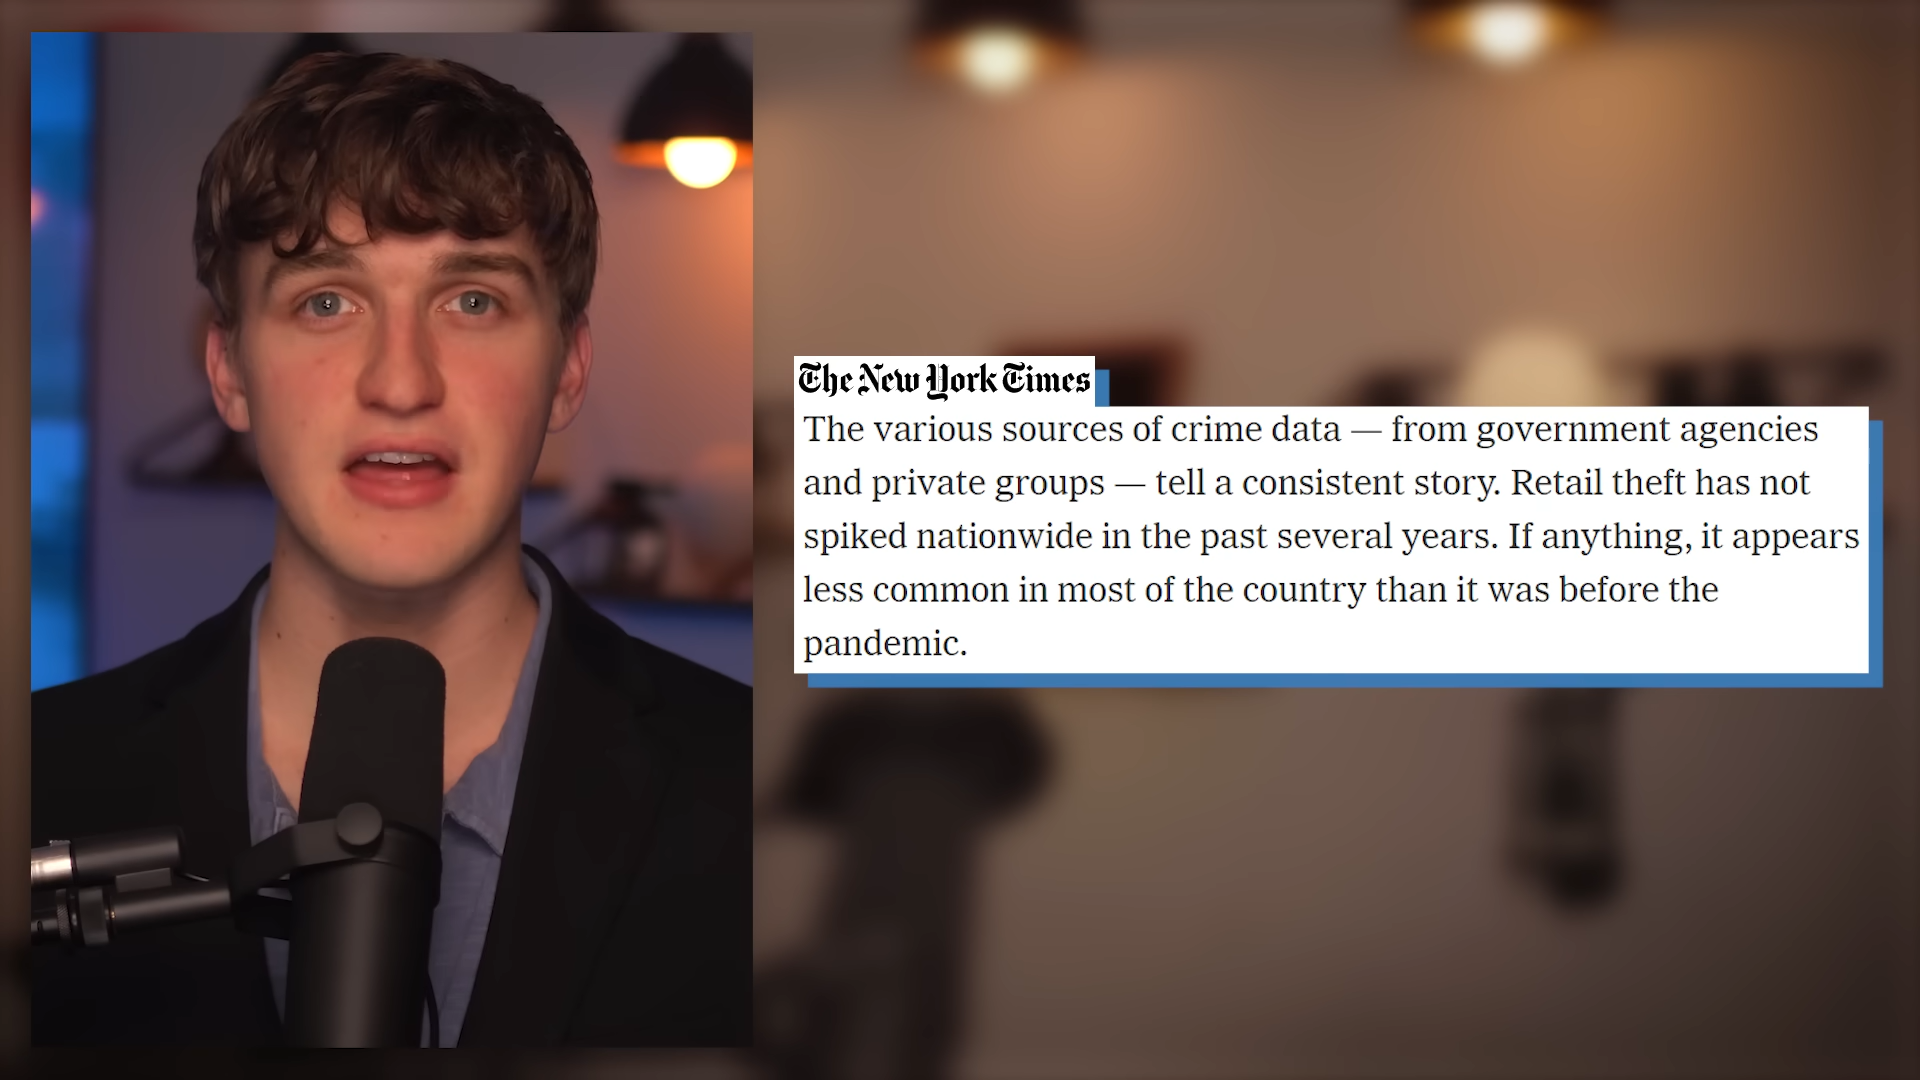 The New York Times
The various sources of crime data — from government agencies
and private groups — tell a consistent story. Retail theft has not
spiked nationwide in the past several years. If anything, it appears
less common in most of the country than it was before the
pandemic.